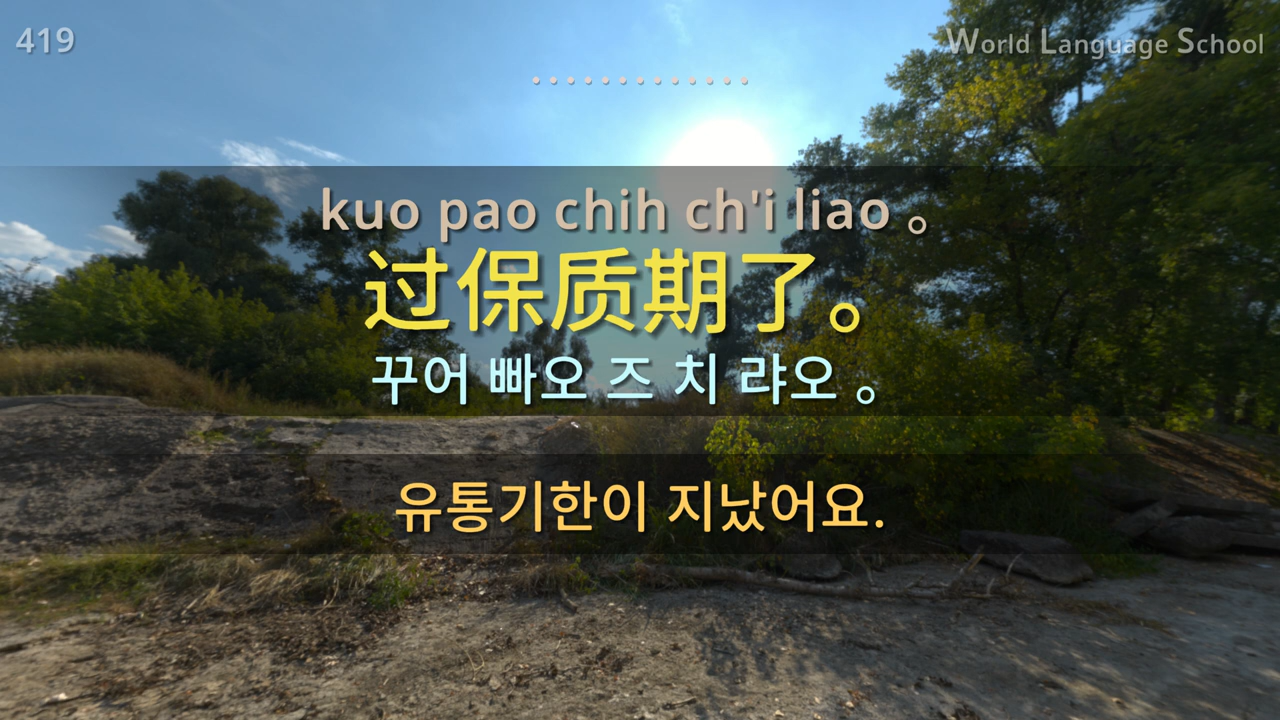 419
World Language School
kuo pao chih ch'i liao 。
过保质期了。
꾸어 빠오 즈 치 랴오 。
유통기한이 지났어요.